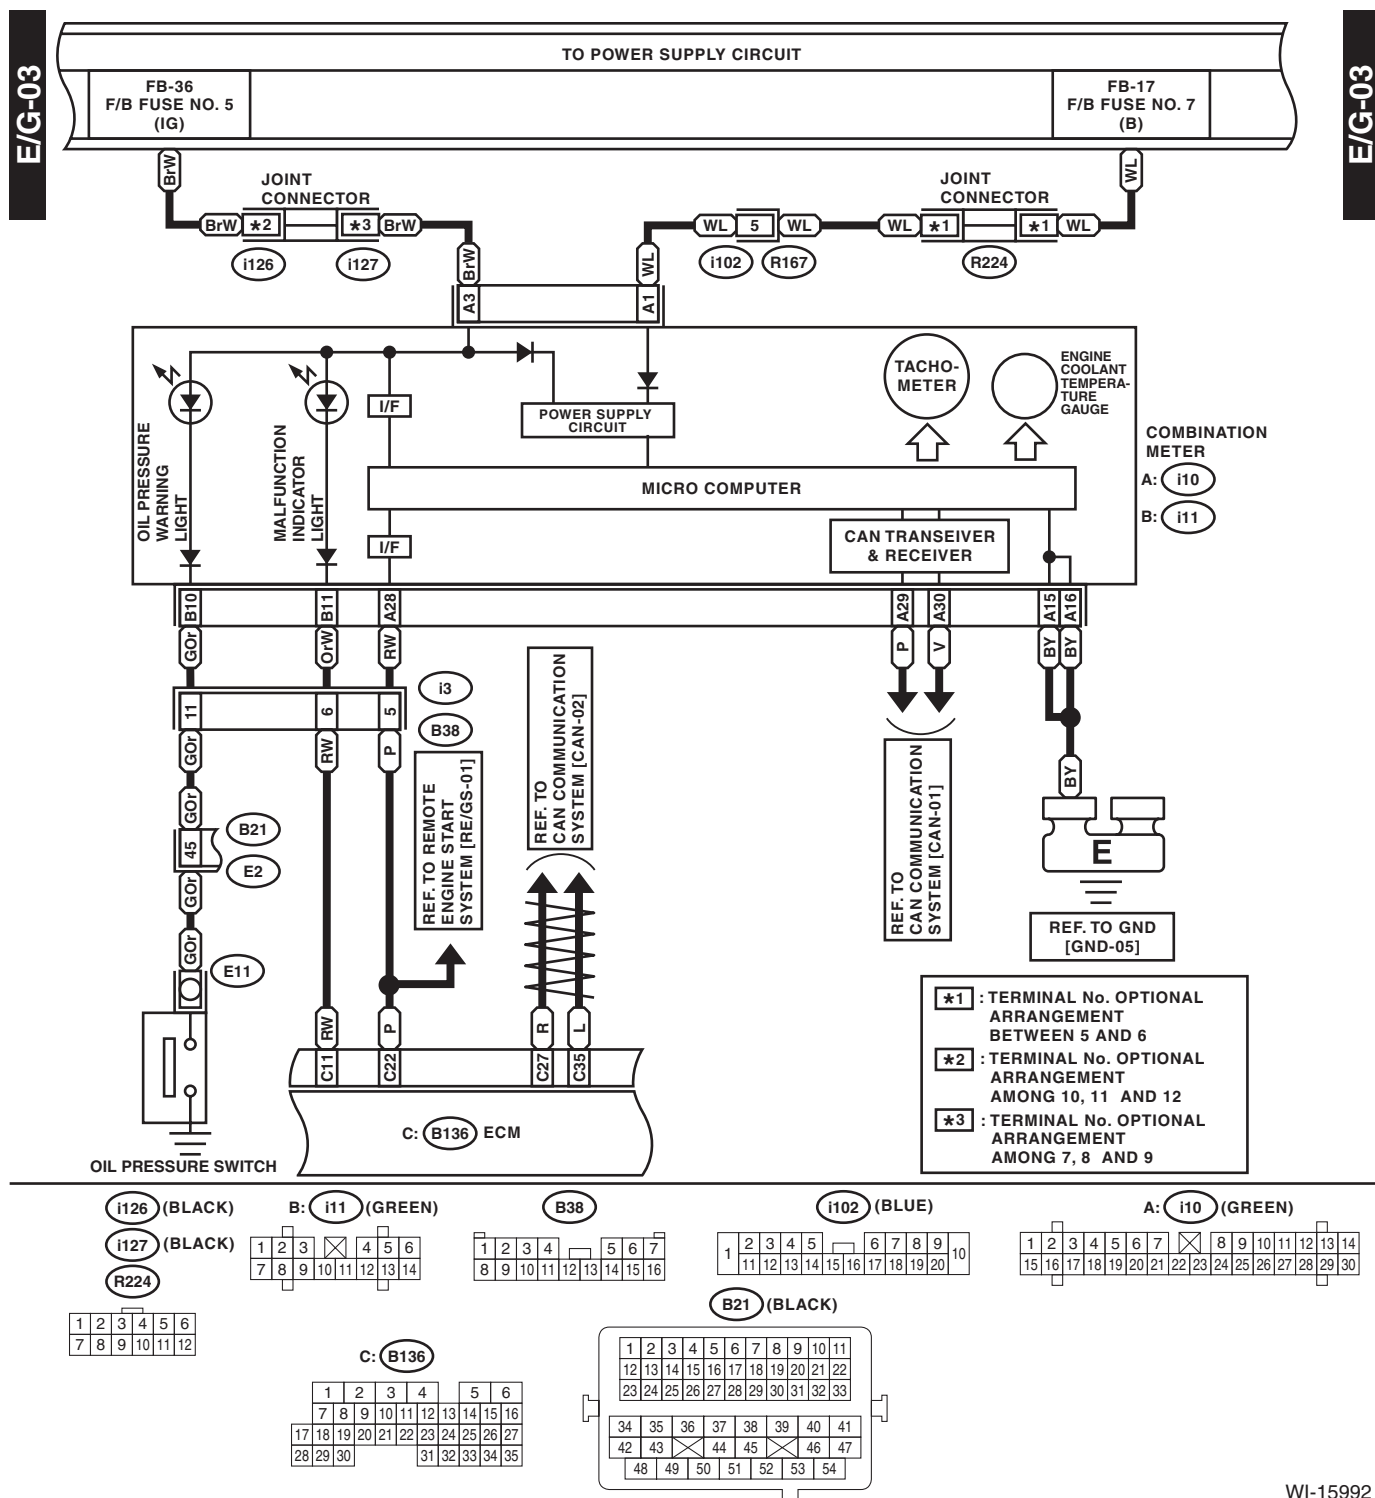 E/G-03
E/G-03
TO POWER SUPPLY CIRCUIT
FB-36
F/B FUSE NO. 5
(IG)
FB-17
F/B FUSE NO. 7
(B)
BrW
WL
JOINT
CONNECTOR
JOINT
CONNECTOR
BrW *2 *3 BrW
WL 5 WL WL *1 *1 WL
i126 i127
i102 R167 R224
BrW WL
A3 A1
TACHO-
METER
ENGINE
COOLANT
TEMPERA-
TURE
GAUGE
I/F
POWER SUPPLY
CIRCUIT
OIL PRESSURE
WARNING
LIGHT
MALFUNCTION
INDICATOR
LIGHT
COMBINATION
METER
A: i10
B: i11
MICRO COMPUTER
I/F
CAN TRANSEIVER
& RECEIVER
B10 B11 A28 A29 A30 A15 A16
GOr OrW RW P V BY BY
i3
11 6 5
B38
GOr RW P
REF. TO REMOTE
ENGINE START
SYSTEM [RE/GS-01]
REF. TO
CAN COMMUNICATION
SYSTEM [CAN-02]
REF. TO
CAN COMMUNICATION
SYSTEM [CAN-01]
BY
E
REF. TO GND
[GND-05]
GOr
B21
45
E2
GOr
GOr
E11
RW P R L
C11 C22 C27 C35
C: B136 ECM
OIL PRESSURE SWITCH
*1 : TERMINAL No. OPTIONAL
ARRANGEMENT
BETWEEN 5 AND 6
*2 : TERMINAL No. OPTIONAL
ARRANGEMENT
AMONG 10, 11 AND 12
*3 : TERMINAL No. OPTIONAL
ARRANGEMENT
AMONG 7, 8 AND 9
i126 (BLACK)
i127 (BLACK)
R224
1 2 3 4 5 6
7 8 9 10 11 12
B: i11 (GREEN)
1 2 3 4 5 6
7 8 9 10 11 12 13 14
B38
1 2 3 4 5 6 7
8 9 10 11 12 13 14 15 16
i102 (BLUE)
1 2 3 4 5 6 7 8 9 10
11 12 13 14 15 16 17 18 19 20
A: i10 (GREEN)
1 2 3 4 5 6 7 8 9 10 11 12 13 14
15 16 17 18 19 20 21 22 23 24 25 26 27 28 29 30
C: B136
1 2 3 4 5 6
7 8 9 10 11 12 13 14 15 16
17 18 19 20 21 22 23 24 25 26 27
28 29 30 31 32 33 34 35
B21 (BLACK)
1 2 3 4 5 6 7 8 9 10 11
12 13 14 15 16 17 18 19 20 21 22
23 24 25 26 27 28 29 30 31 32 33
34 35 36 37 38 39 40 41
42 43 44 45 46 47
48 49 50 51 52 53 54
WI-15992